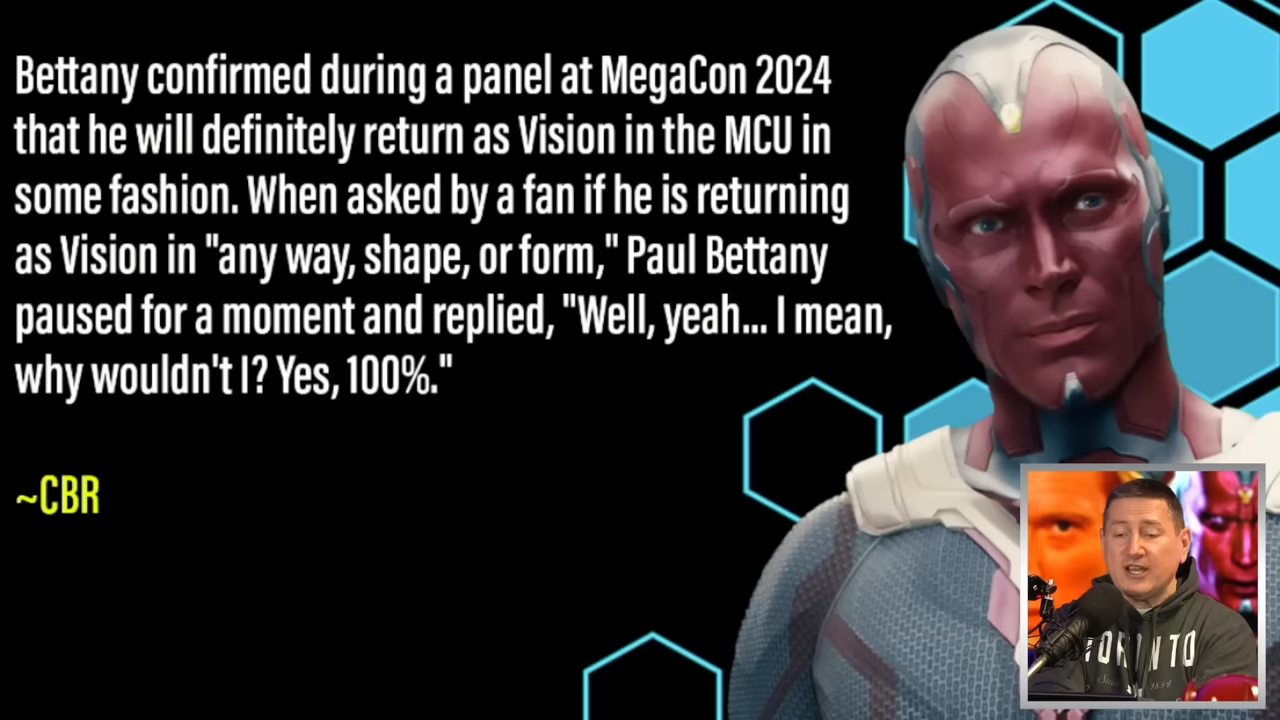 Bettany confirmed during a panel at MegaCon 2024
that he will definitely return as Vision in the MCU in
some fashion. When asked by a fan if he is returning
as Vision in "any way, shape, or form," Paul Bettany
paused for a moment and replied, "Well, yeah... I mean,
why wouldn't I? Yes, 100%."
~CBR